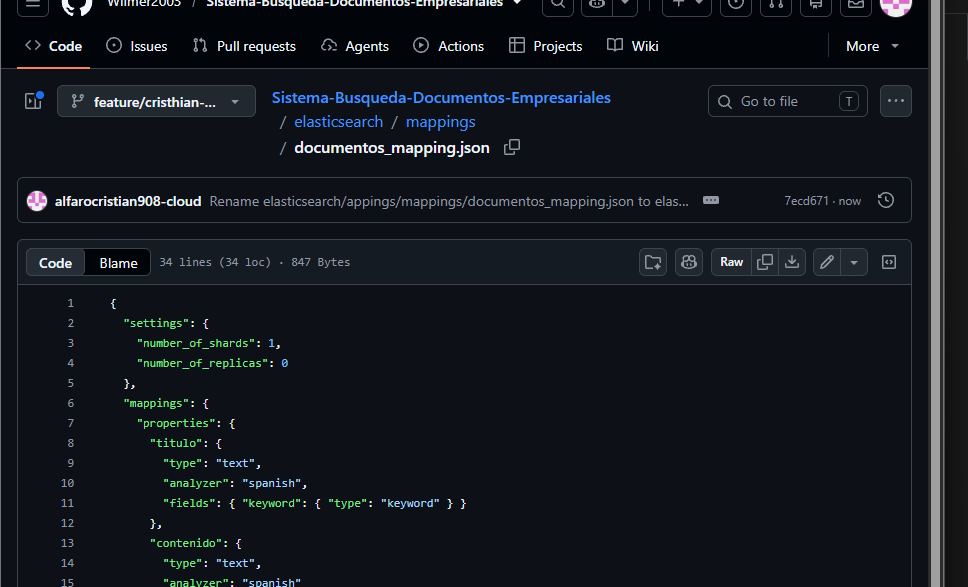 Wilmer2003 / Sistema-Busqueda-Documentos-Empresariales
Code Issues Pull requests Agents Actions Projects Wiki More
feature/cristhian-...
Sistema-Busqueda-Documentos-Empresariales
/ elasticsearch / mappings
/ documentos_mapping.json
Go to file T
alfarocristian908-cloud Rename elasticsearch/appings/mappings/documentos_mapping.json to elas... 7ecd671 · now
Code Blame 34 lines (34 loc) · 847 Bytes Raw
1 {
2 "settings": {
3 "number_of_shards": 1,
4 "number_of_replicas": 0
5 },
6 "mappings": {
7 "properties": {
8 "titulo": {
9 "type": "text",
10 "analyzer": "spanish",
11 "fields": { "keyword": { "type": "keyword" } }
12 },
13 "contenido": {
14 "type": "text",
15 "analyzer": "spanish"